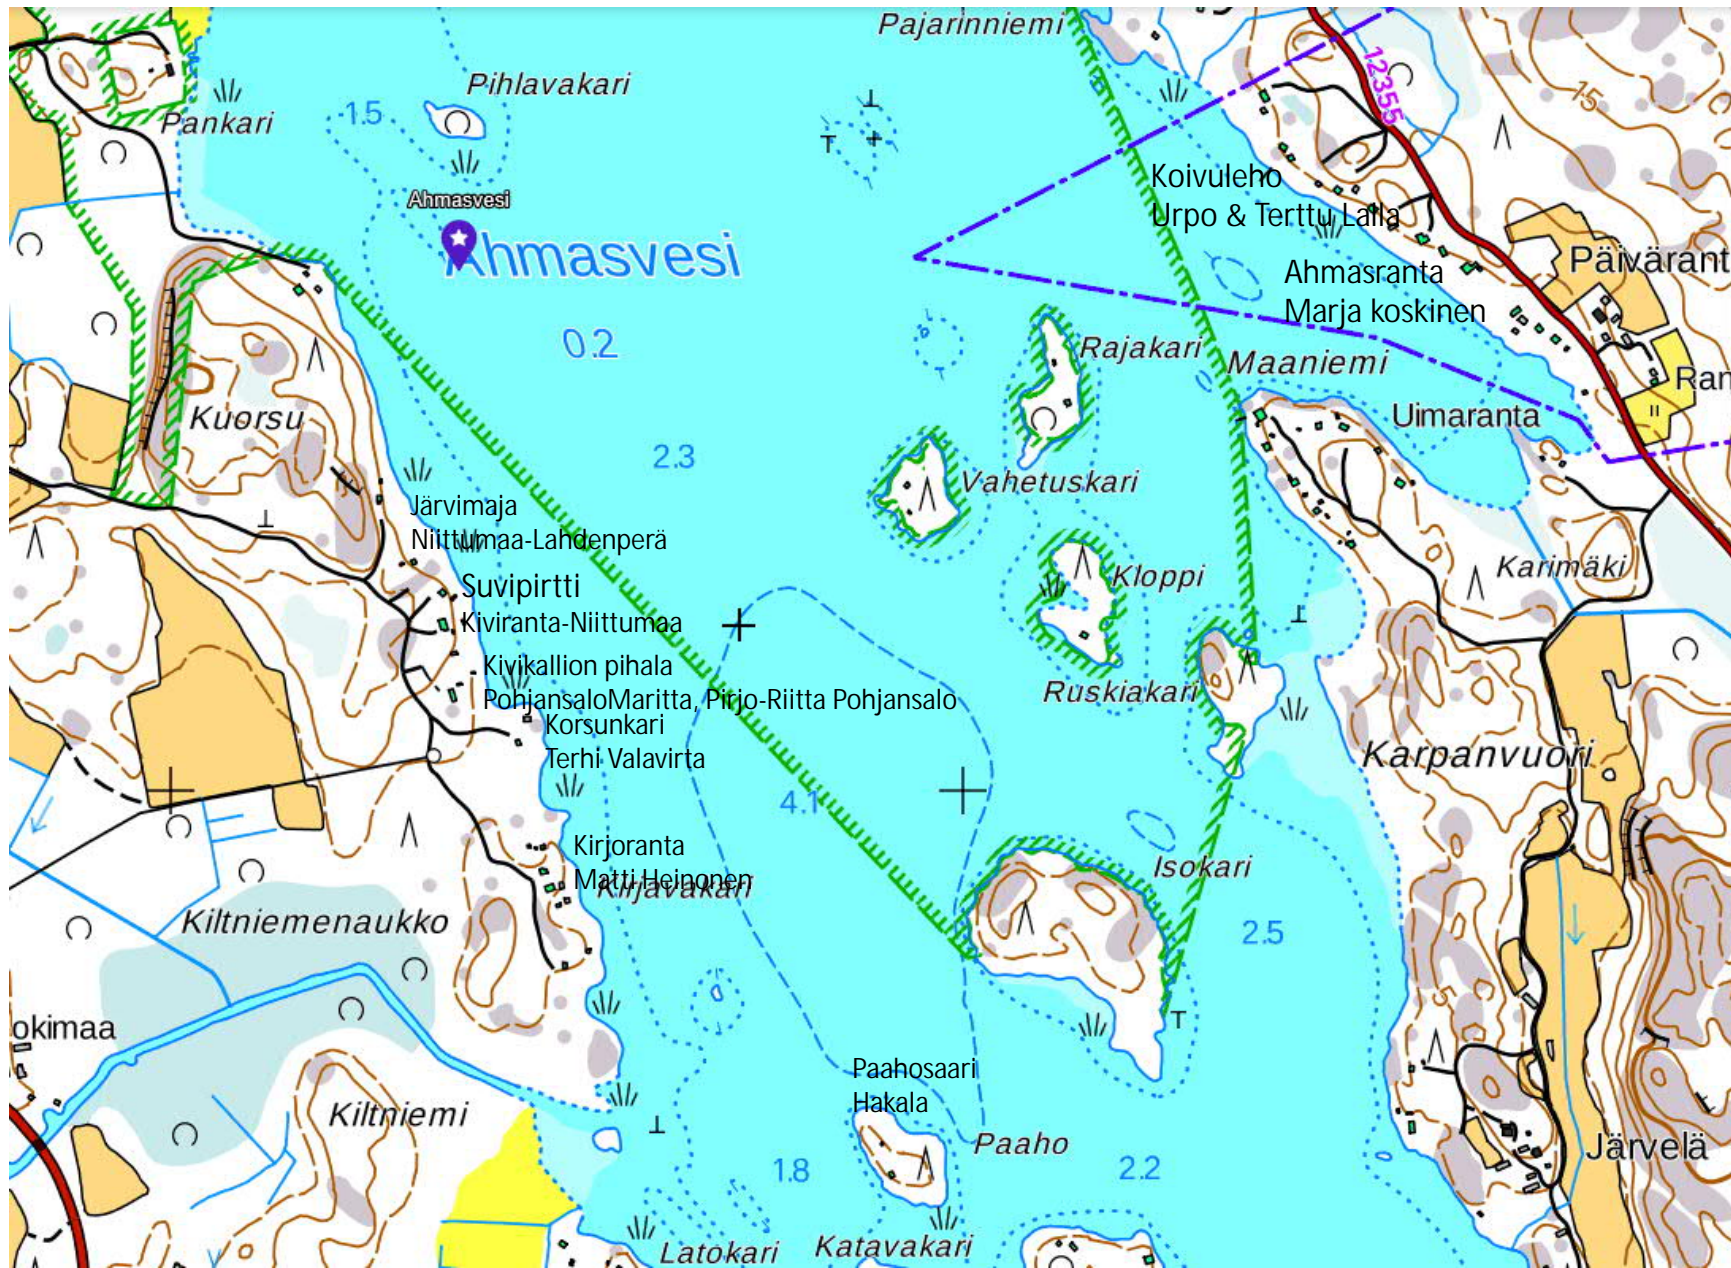 Pajarinniemi
12355
Pihlavakari
1.5
15
Pankari
Koivuleho
Urpo & Terttu Laila
Ahmasvesi
Ahmasvesi
Päivärant
Ahmasranta
Marja koskinen
0.2
Rajakari
Maaniemi
Ran
Kuorsu
Uimaranta
2.3
Vahetuskari
Järvimaja
Niittumaa-Lahdenperä
Karimäki
Kloppi
Suvipirtti
Kiviranta-Niittumaa
Kivikallion pihala
PohjansaloMaritta, Pirjo-Riitta Pohjansalo
Ruskiakari
Korsunkari
Terhi Valavirta
Karpanvuori
4.1
Kirjoranta
Matti Heinonen
Kirjavakari
Isokari
Kiltniemenaukko
2.5
5
okimaa
Paahosaari
Hakala
Kiltniemi
Paaho
Järvelä
1.8
2.2
Latokari
Katavakari